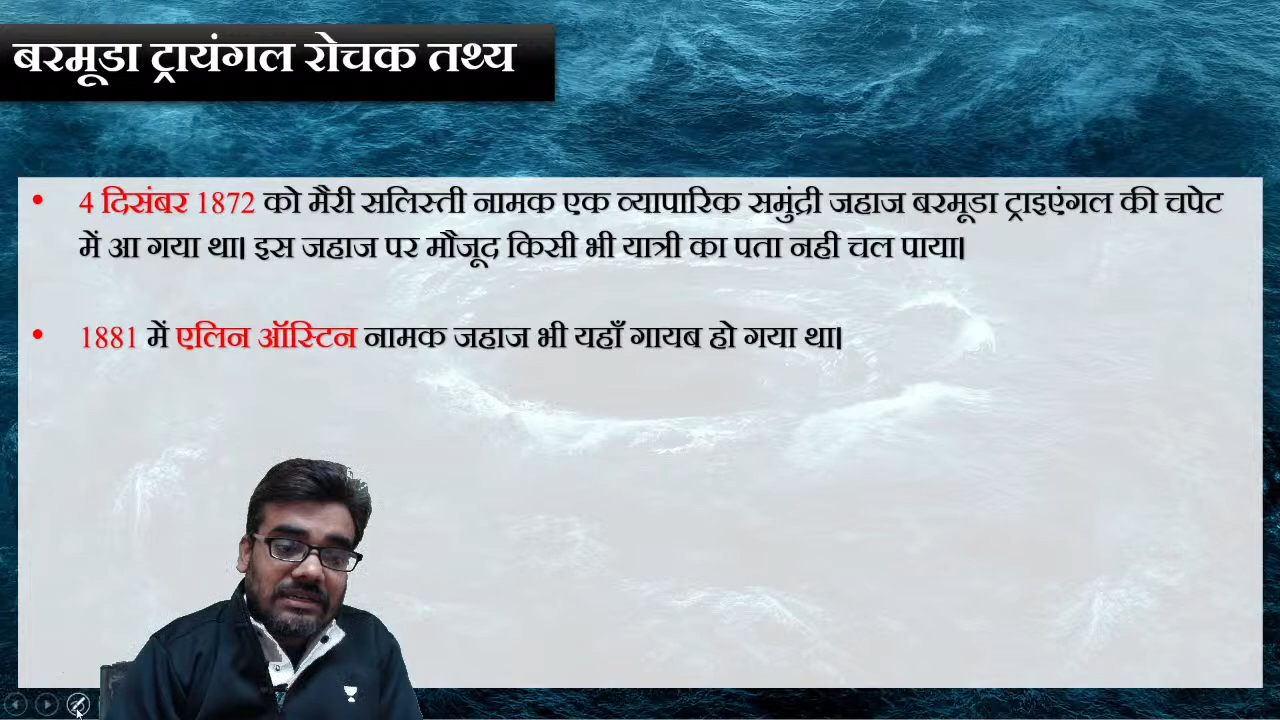 बरमूडा ट्रायंगल रोचक तथ्य
• 4 दिसंबर 1872 को मैरी सलिस्ती नामक एक व्यापारिक समुंद्री जहाज बरमूडा ट्राइएंगल की चपेट
में आ गया था। इस जहाज पर मौजूद किसी भी यात्री का पता नही चल पाया।
• 1881 में एलिन ऑस्टिन नामक जहाज भी यहाँ गायब हो गया था।